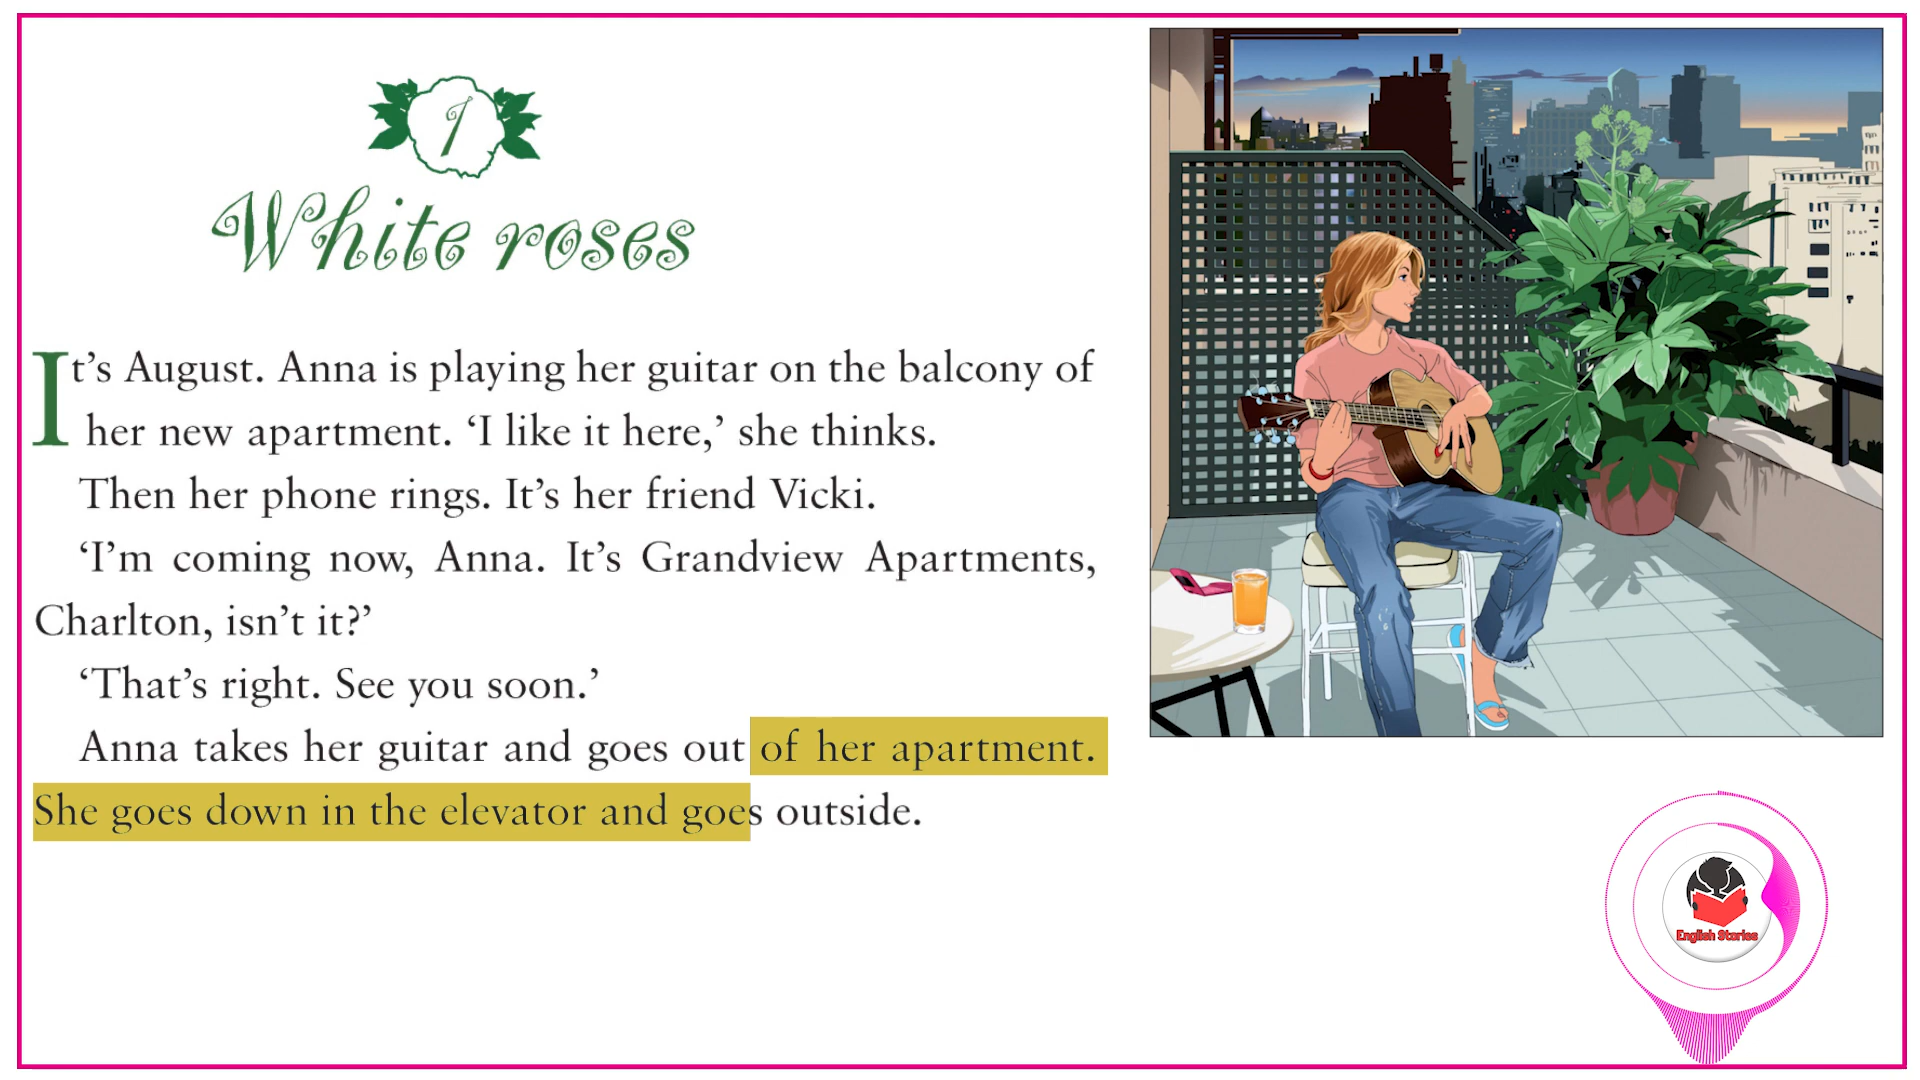 1
White roses
It’s August. Anna is playing her guitar on the balcony of
her new apartment. ‘I like it here,’ she thinks.
Then her phone rings. It’s her friend Vicki.
‘I’m coming now, Anna. It’s Grandview Apartments,
Charlton, isn’t it?’
‘That’s right. See you soon.’
Anna takes her guitar and goes out of her apartment.
She goes down in the elevator and goes outside.
English Stories